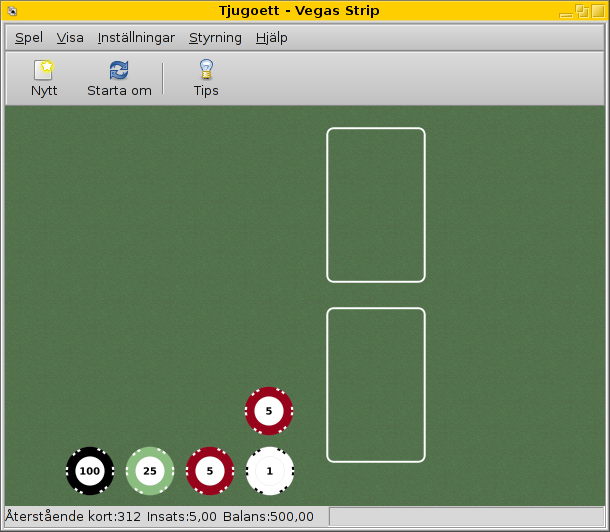 Tjugoett - Vegas Strip
Spel Visa Inställningar Styrning Hjälp
Nytt Starta om Tips
5
100 25 5 1
Återstående kort:312 Insats:5,00 Balans:500,00